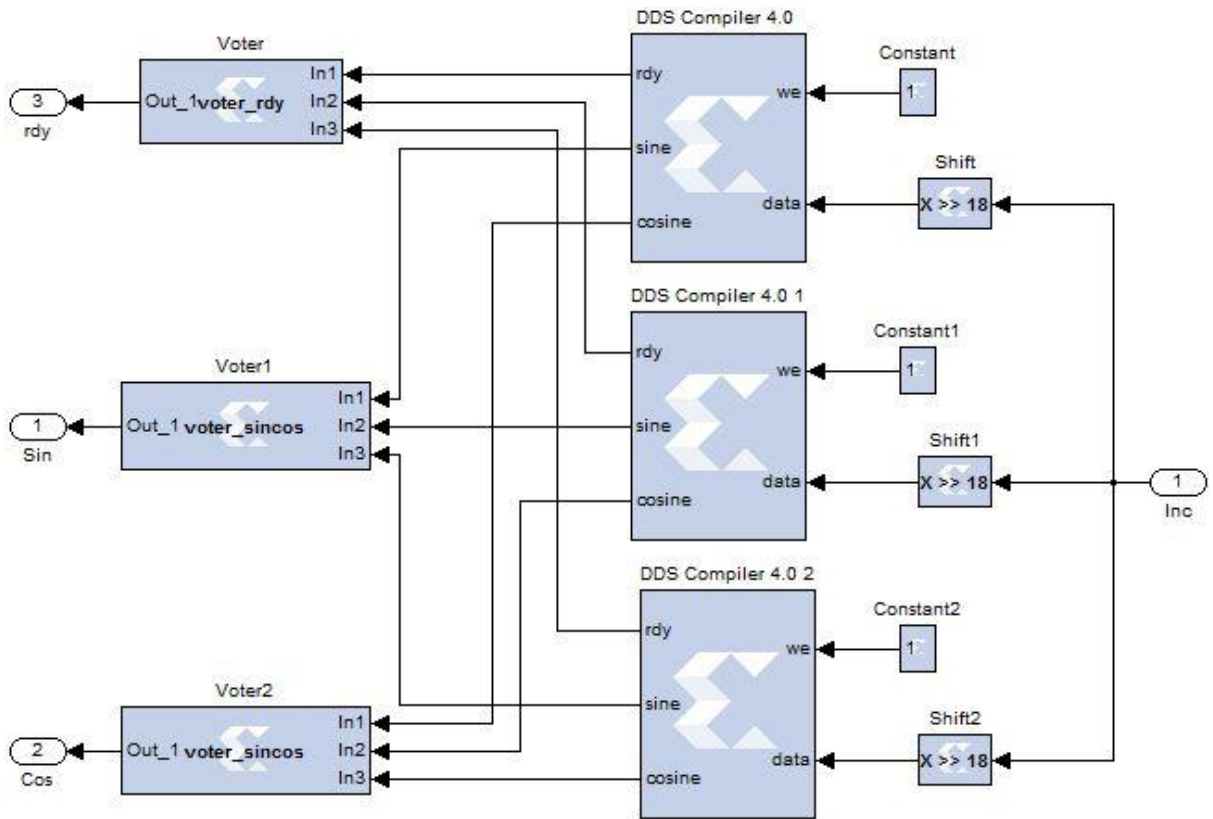 DDS Compiler 4.0
Voter
Constant
In1
rdy
3
Out_1 voter_rdy
In2
we
1
rdy
In3
sine
Shift
cosine
data
X >> 18
DDS Compiler 4.0 1
Constant1
Voter1
rdy
we
1
In1
1
Out_1 voter_sincos
In2
sine
Sin
In3
Shift1
cosine
data
X >> 18
1
Inc
DDS Compiler 4.0 2
Constant2
rdy
we
1
Voter2
sine
In1
Shift2
2
Out_1 voter_sincos
In2
data
X >> 18
Cos
In3
cosine